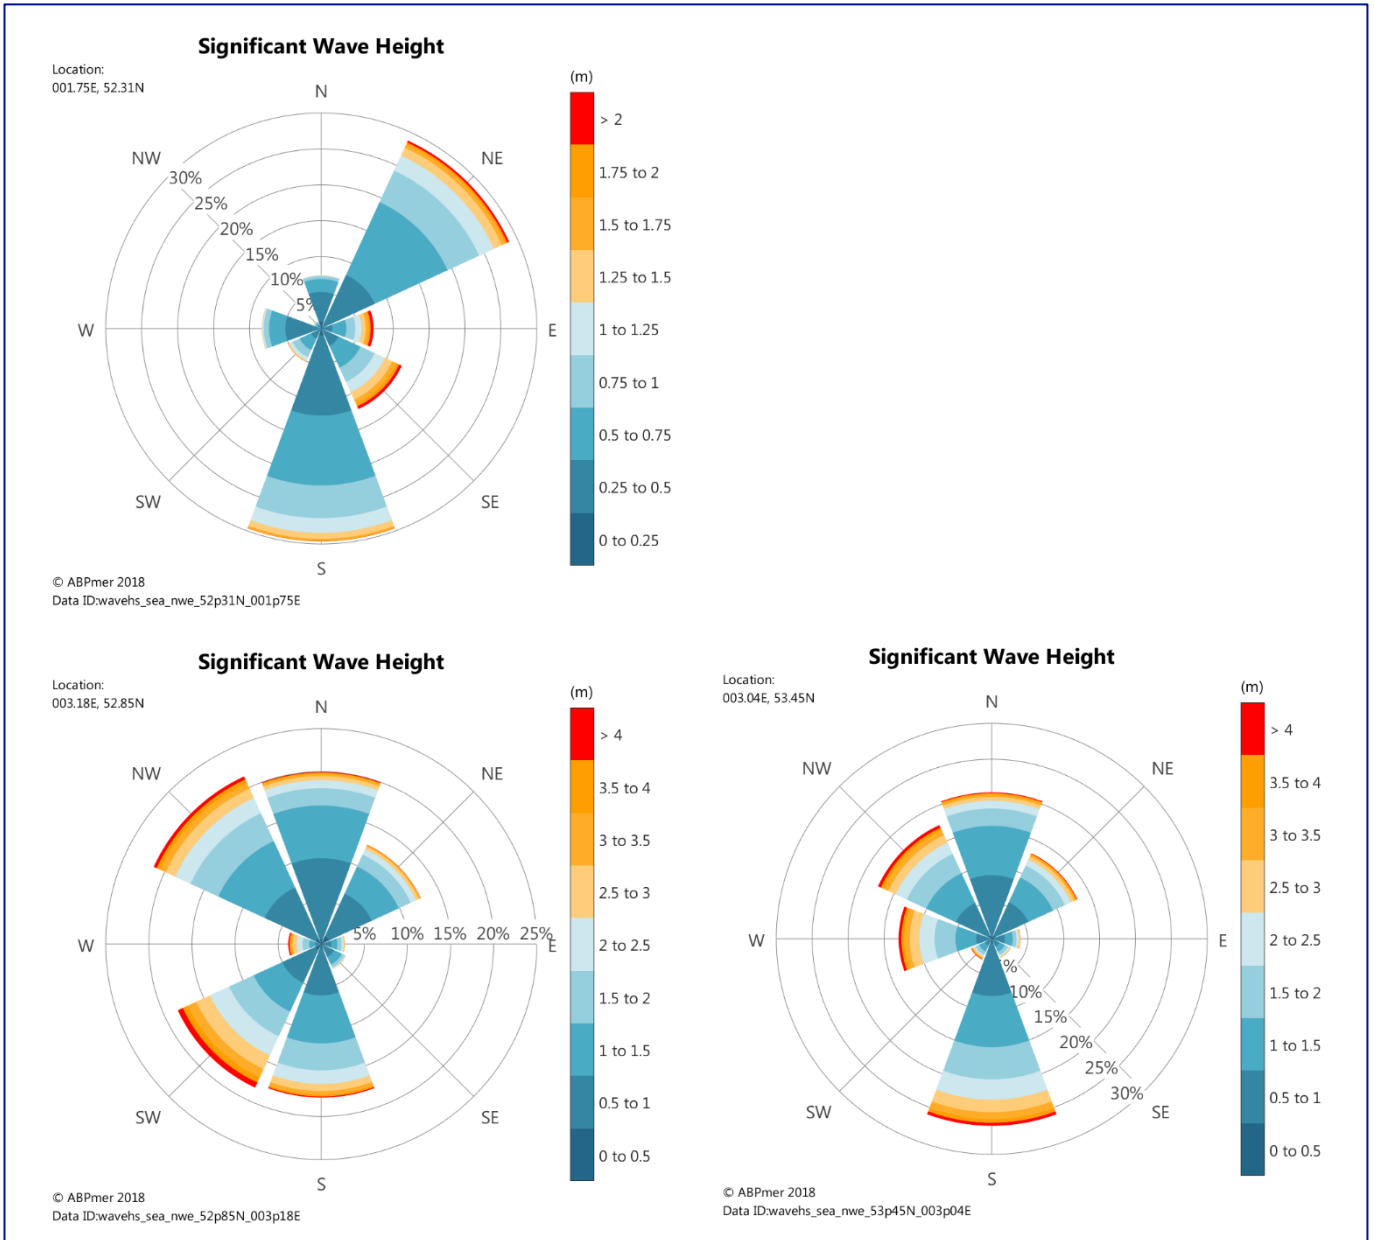 Significant Wave Height
Location:
001.75E, 52.31N
(m)
N
> 2
NW
NE
30%
1.75 to 2
25%
20%
1.5 to 1.75
15%
10%
1.25 to 1.5
5%
W
E
1 to 1.25
0.75 to 1
0.5 to 0.75
0.25 to 0.5
SW
SE
0 to 0.25
S
© ABPmer 2018
Data ID:wavehs_sea_nwe_52p31N_001p75E
Significant Wave Height
Location:
003.18E, 52.85N
(m)
N
> 4
NW
NE
3.5 to 4
3 to 3.5
2.5 to 3
5% 10% 15% 20% 25%
W
E
2 to 2.5
1.5 to 2
1 to 1.5
0.5 to 1
SW
SE
0 to 0.5
S
© ABPmer 2018
Data ID:wavehs_sea_nwe_52p85N_003p18E
Significant Wave Height
Location:
003.04E, 53.45N
(m)
N
> 4
NW
NE
3.5 to 4
3 to 3.5
2.5 to 3
W
E
2 to 2.5
%
10%
1.5 to 2
15%
20%
1 to 1.5
25%
30%
0.5 to 1
SW
SE
0 to 0.5
S
© ABPmer 2018
Data ID:wavehs_sea_nwe_53p45N_003p04E